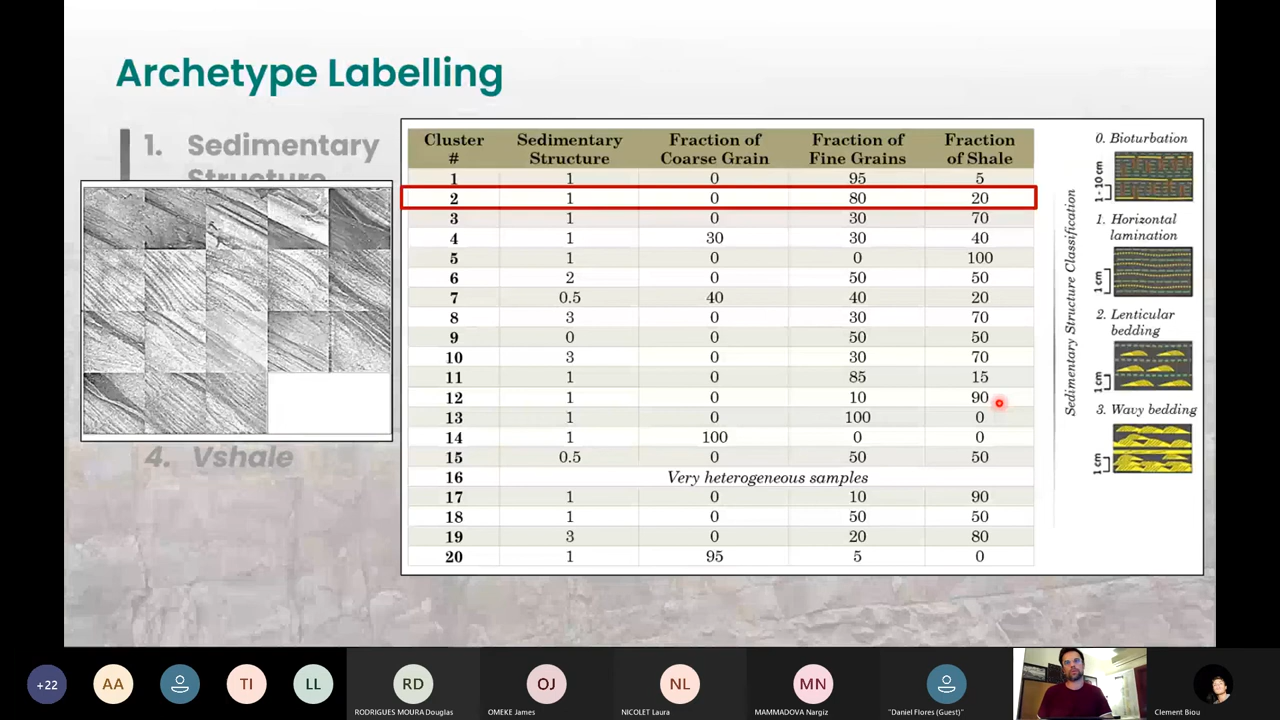 Archetype Labelling
1. Sedimentary
Structure
4. Vshale
Cluster # Sedimentary Structure Fraction of Coarse Grain Fraction of Fine Grains Fraction of Shale
1 1 0 95 5
2 1 0 80 20
3 1 0 30 70
4 1 30 30 40
5 1 0 0 100
6 2 0 50 50
7 0.5 40 40 20
8 3 0 30 70
9 0 0 50 50
10 3 0 30 70
11 1 0 85 15
12 1 0 10 90
13 1 0 100 0
14 1 100 0 0
15 0.5 0 50 50
16 Very heterogeneous samples
17 1 0 10 90
18 1 0 50 50
19 3 0 20 80
20 1 95 5 0
Sedimentary Structure Classification
0. Bioturbation
1 - 10 cm
1. Horizontal
lamination
1 cm
2. Lenticular
bedding
1 cm
3. Wavy bedding
1 cm
+22 AA TI LL RD OJ NL MN
RODRIGUES MOURA Douglas
OMEKE James
NICOLET Laura
MAMMADOVA Nargiz
"Daniel Flores (Guest)"
Clement Biou